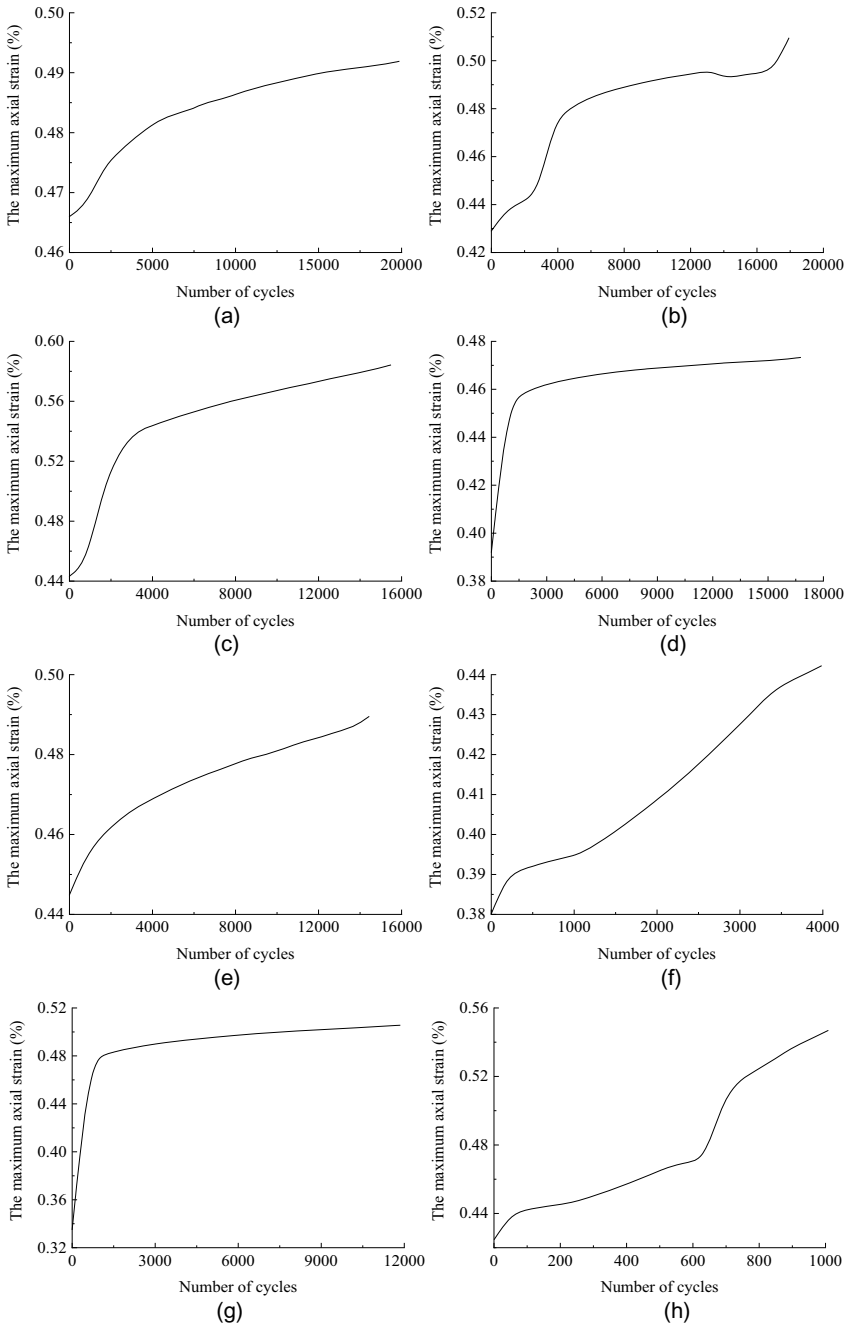 The maximum axial strain (%)
0.50
0.49
0.48
0.47
0.46
0 5000 10000 15000 20000
Number of cycles
(a)
The maximum axial strain (%)
0.52
0.50
0.48
0.46
0.44
0.42
0 4000 8000 12000 16000 20000
Number of cycles
(b)
The maximum axial strain (%)
0.60
0.56
0.52
0.48
0.44
0 4000 8000 12000 16000
Number of cycles
(c)
The maximum axial strain (%)
0.48
0.46
0.44
0.42
0.40
0.38
0 3000 6000 9000 12000 15000 18000
Number of cycles
(d)
The maximum axial strain (%)
0.50
0.48
0.46
0.44
0 4000 8000 12000 16000
Number of cycles
(e)
The maximum axial strain (%)
0.44
0.43
0.42
0.41
0.40
0.39
0.38
0 1000 2000 3000 4000
Number of cycles
(f)
The maximum axial strain (%)
0.52
0.48
0.44
0.40
0.36
0.32
0 3000 6000 9000 12000
Number of cycles
(g)
The maximum axial strain (%)
0.56
0.52
0.48
0.44
0 200 400 600 800 1000
Number of cycles
(h)